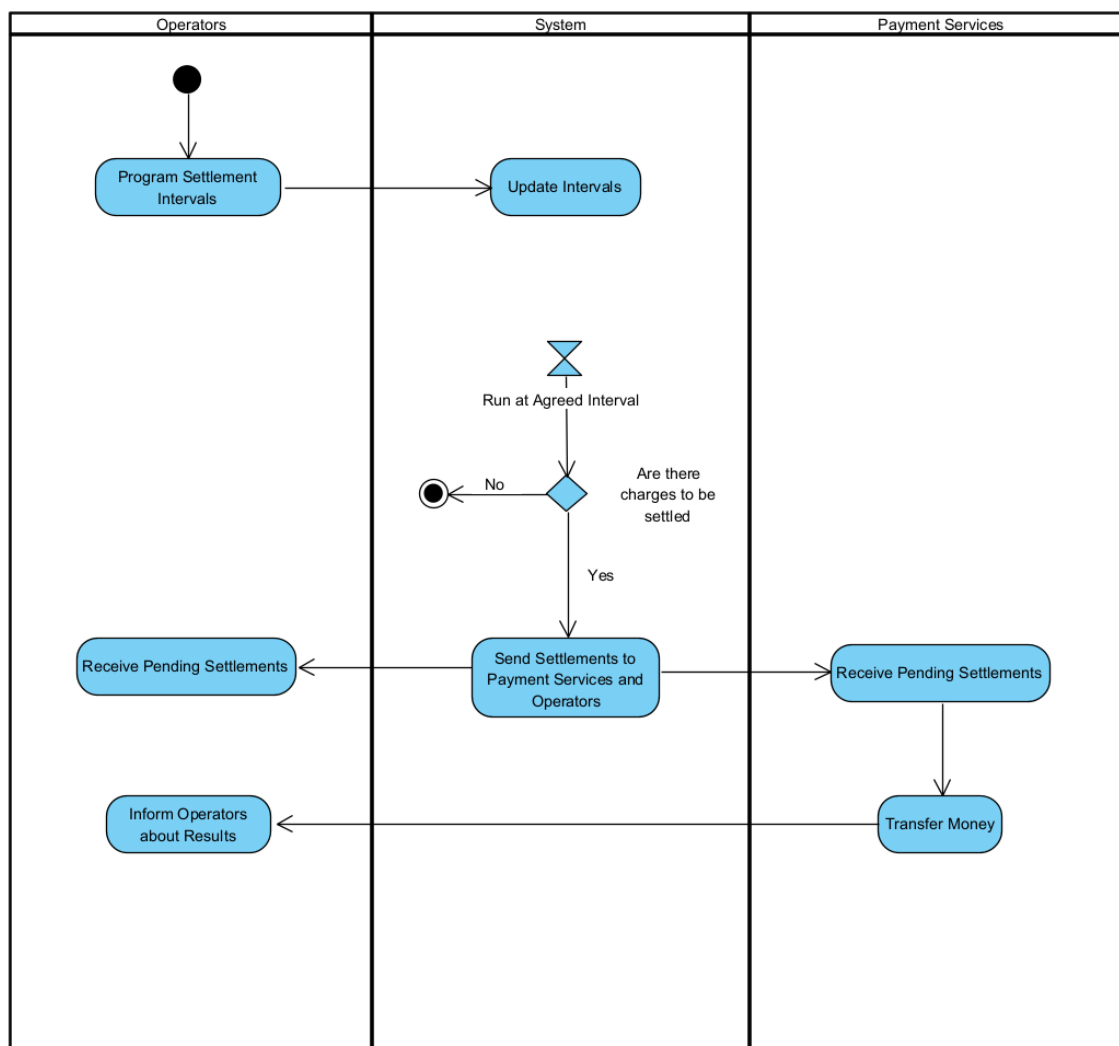 Operators
System
Payment Services
Program Settlement
Intervals
Update Intervals
Run at Agreed Interval
Are there
charges to be
settled
No
Yes
Receive Pending Settlements
Send Settlements to
Payment Services and
Operators
Receive Pending Settlements
Inform Operators
about Results
Transfer Money